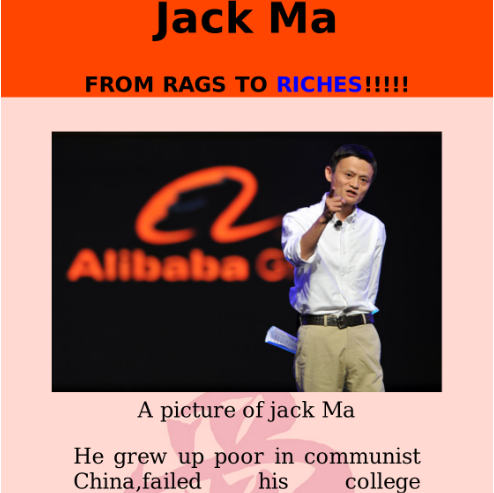 Jack Ma
FROM RAGS TO RICHES!!!!!
Alibaba G
A picture of jack Ma
He grew up poor in communist
China,failed his college